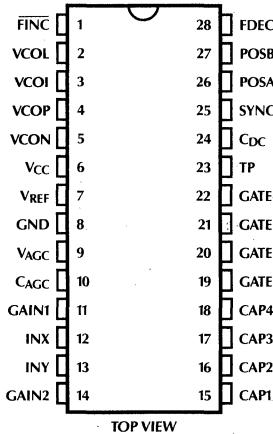 FINC 1 28 FDEC
VCOL 2 27 POSB
VCOI 3 26 POSA
VCOP 4 25 SYNC
VCON 5 24 CDC
VCC 6 23 TP
VREF 7 22 GATE
GND 8 21 GATE
VAGC 9 20 GATE
CAGC 10 19 GATE
GAIN1 11 18 CAP4
INX 12 17 CAP3
INY 13 16 CAP2
GAIN2 14 15 CAP1
TOP VIEW